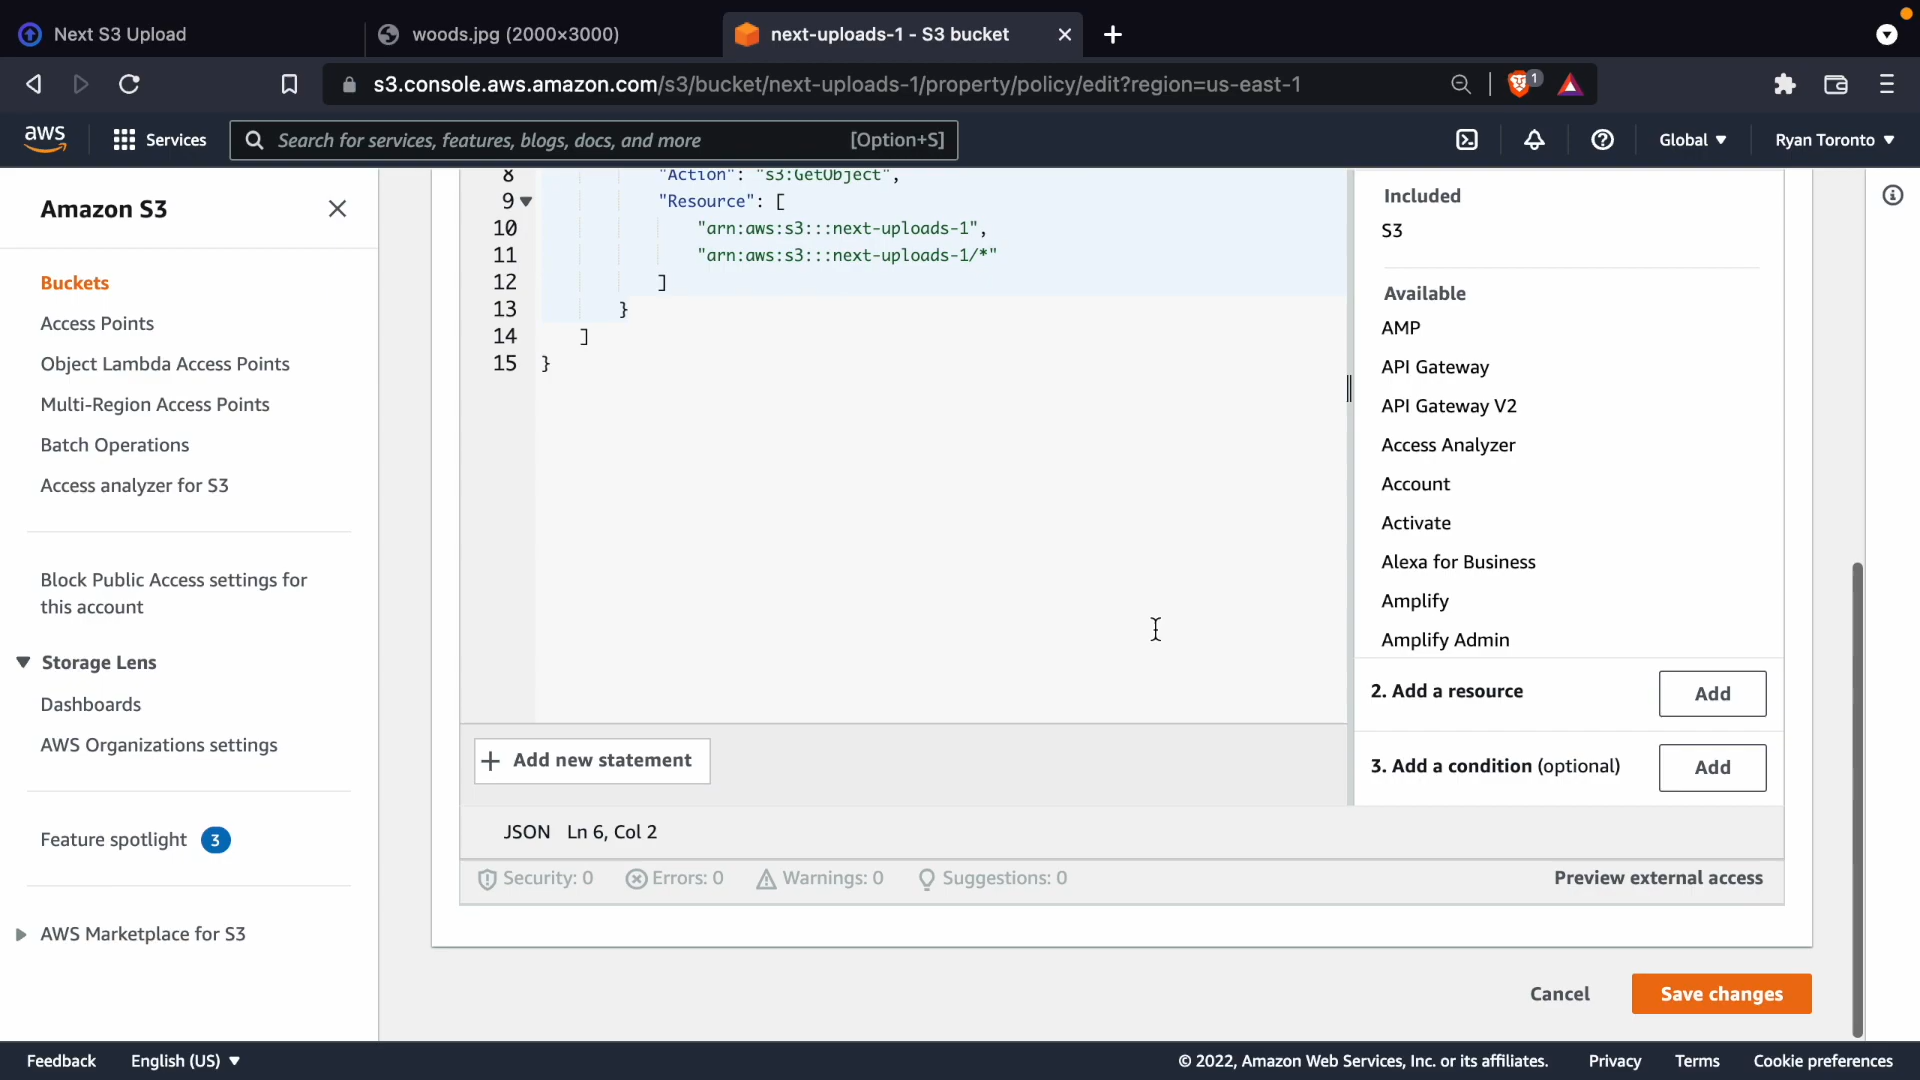 Next S3 Upload
woods.jpg (2000×3000)
next-uploads-1 - S3 bucket
s3.console.aws.amazon.com/s3/bucket/next-uploads-1/property/policy/edit?region=us-east-1
1
aws
Services
Search for services, features, blogs, docs, and more
[Option+S]
Global
Ryan Toronto
Amazon S3
Buckets
Access Points
Object Lambda Access Points
Multi-Region Access Points
Batch Operations
Access analyzer for S3
Block Public Access settings for
this account
Storage Lens
Dashboards
AWS Organizations settings
Feature spotlight 3
AWS Marketplace for S3
8 "Action": "s3:GetObject",
9 "Resource": [
10 "arn:aws:s3:::next-uploads-1",
11 "arn:aws:s3:::next-uploads-1/*"
12 ]
13 }
14 ]
15 }
+ Add new statement
JSON Ln 6, Col 2
Security: 0 Errors: 0 Warnings: 0 Suggestions: 0
Preview external access
Included
S3
Available
AMP
API Gateway
API Gateway V2
Access Analyzer
Account
Activate
Alexa for Business
Amplify
Amplify Admin
2. Add a resource
Add
3. Add a condition (optional)
Add
Cancel
Save changes
Feedback
English (US)
© 2022, Amazon Web Services, Inc. or its affiliates.
Privacy
Terms
Cookie preferences